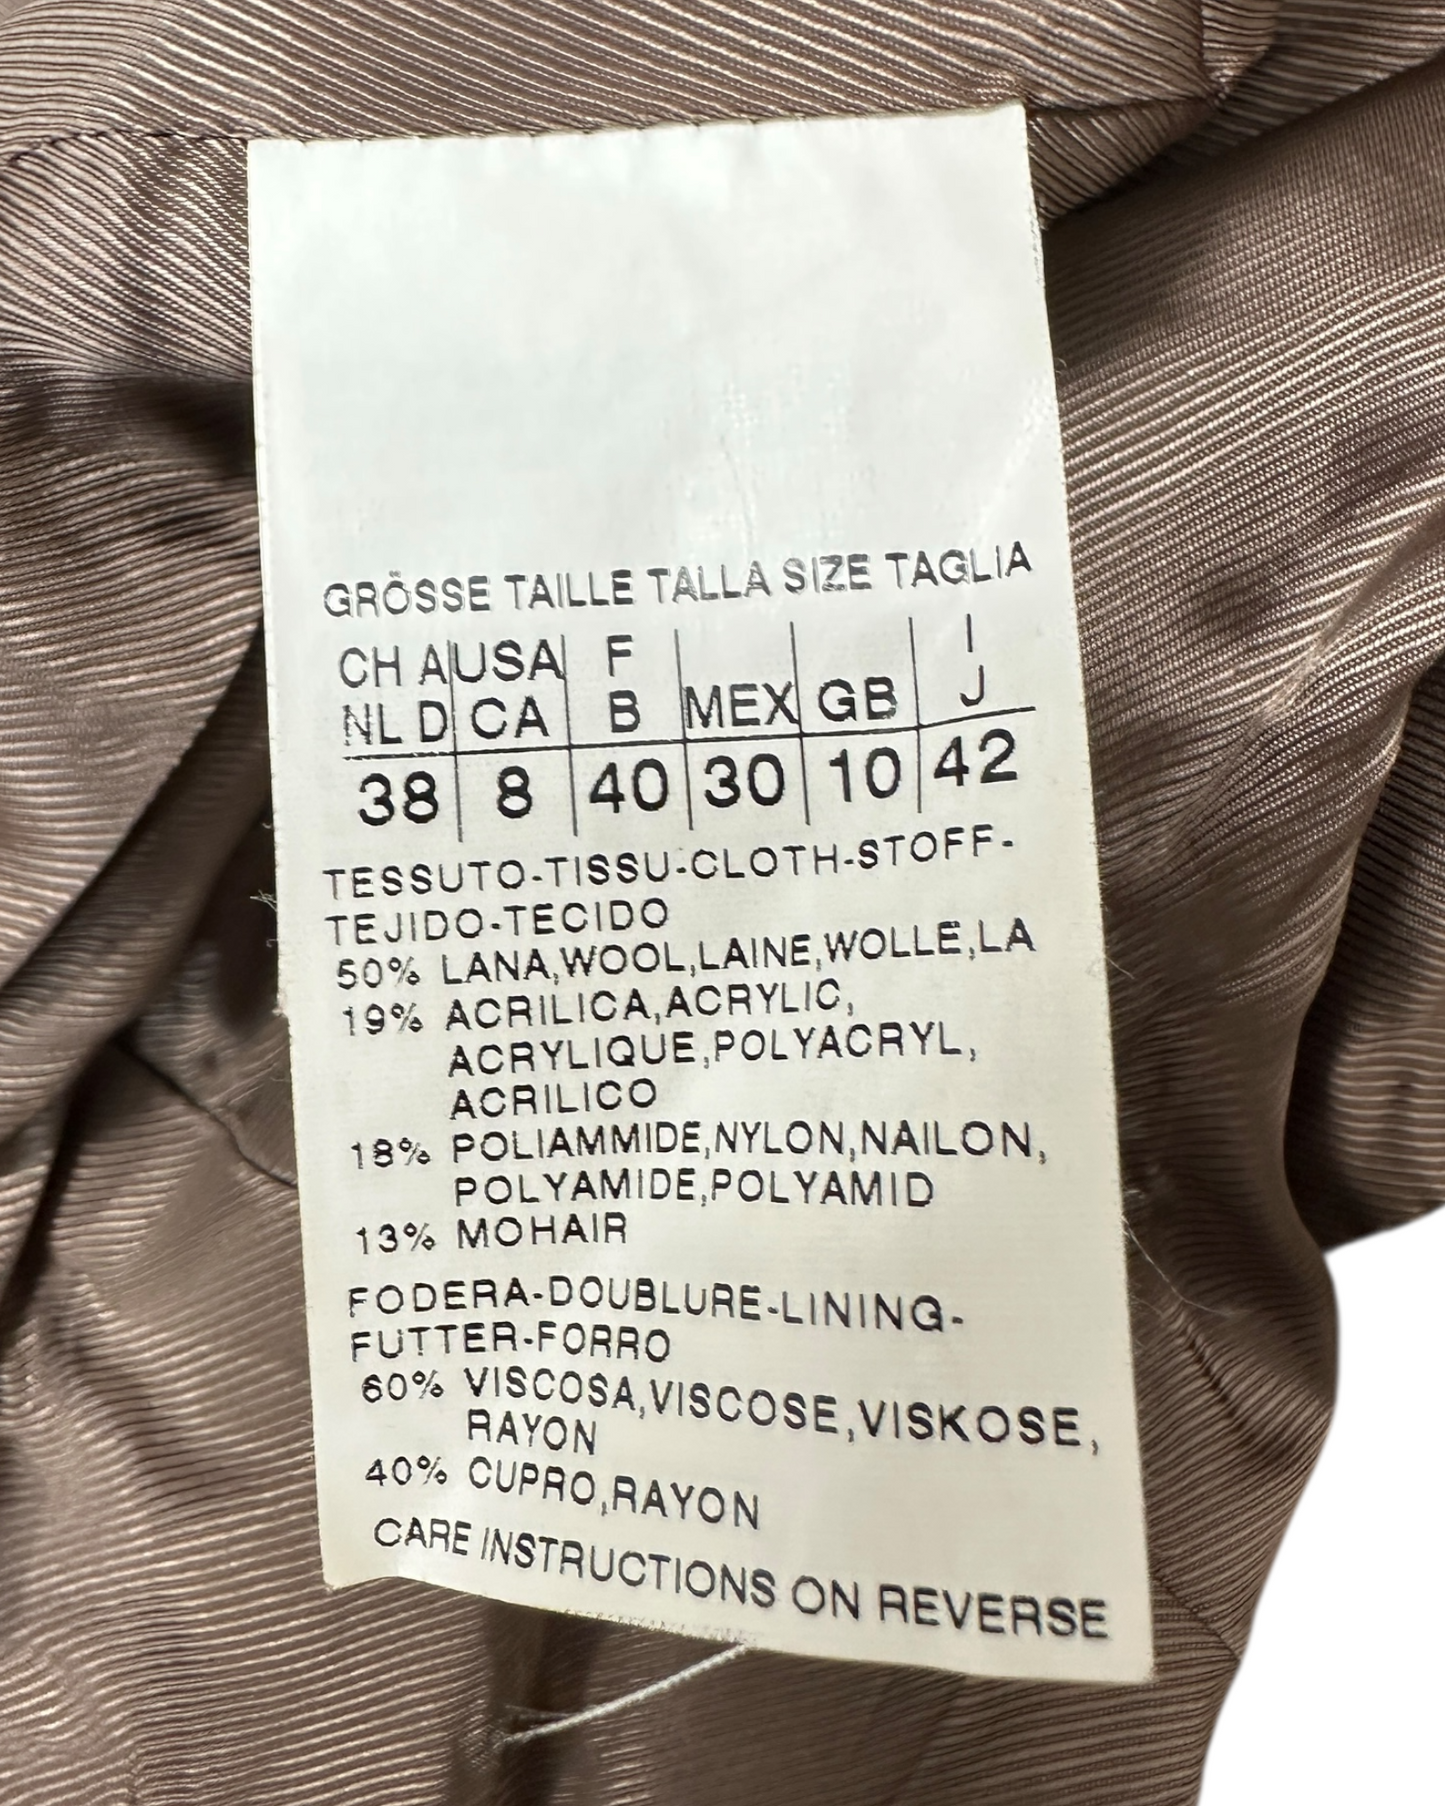 GRÖSSE TAILLE TALLA SIZE TAGLIA
CH A USA F I
NL D CA B MEX GB J
38 8 40 30 10 42
TESSUTO-TISSU-CLOTH-STOFF-
TEJIDO-TECIDO
50% LANA,WOOL,LAINE,WOLLE,LA
19% ACRILICA,ACRYLIC,
ACRYLIQUE,POLYACRYL,
ACRILICO
18% POLIAMMIDE,NYLON,NAILON,
POLYAMIDE,POLYAMID
13% MOHAIR
FODERA-DOUBLURE-LINING-
FUTTER-FORRO
60% VISCOSA,VISCOSE,VISKOSE,
RAYON
40% CUPRO,RAYON
CARE INSTRUCTIONS ON REVERSE